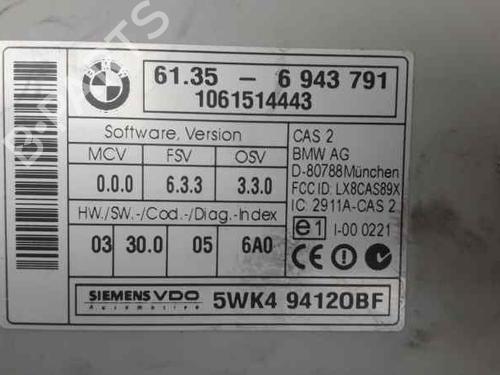 BMW
61.35 - 6 943 791
1061514443
Software, Version
MCV FSV OSV
0.0.0 6.3.3 3.3.0
HW./SW.-/Cod.-/Diag.-Index
03 30.0 05 6A0
CAS 2
BMW AG
D-80788München
FCC ID: LX8CAS89X
IC: 2911A-CAS 2
e1 I-00 0221
SIEMENS VDO
Automotive
5WK4 94120BF
B-PARTS